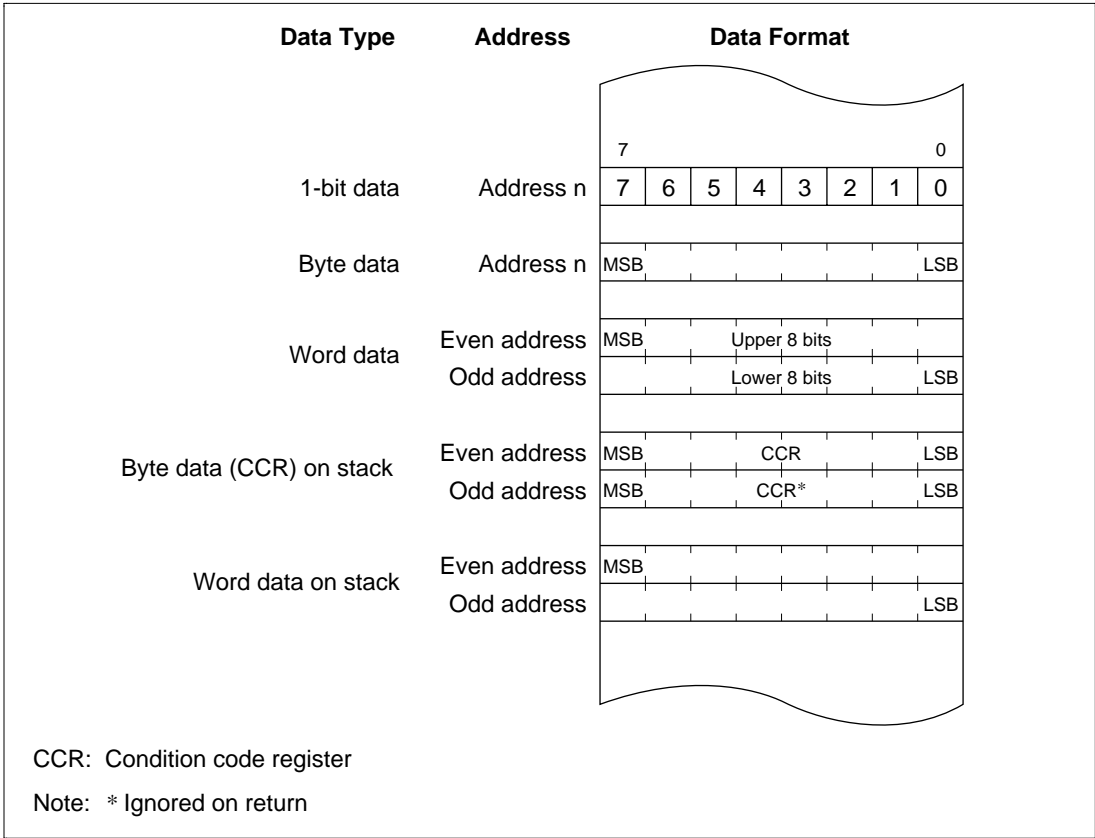 Data Type Address Data Format
7 0
1-bit data Address n 7 6 5 4 3 2 1 0
Byte data Address n MSB LSB
Word data
Even address MSB Upper 8 bits
Odd address Lower 8 bits LSB
Byte data (CCR) on stack
Even address MSB CCR LSB
Odd address MSB CCR* LSB
Word data on stack
Even address MSB
Odd address LSB
CCR: Condition code register
Note: * Ignored on return